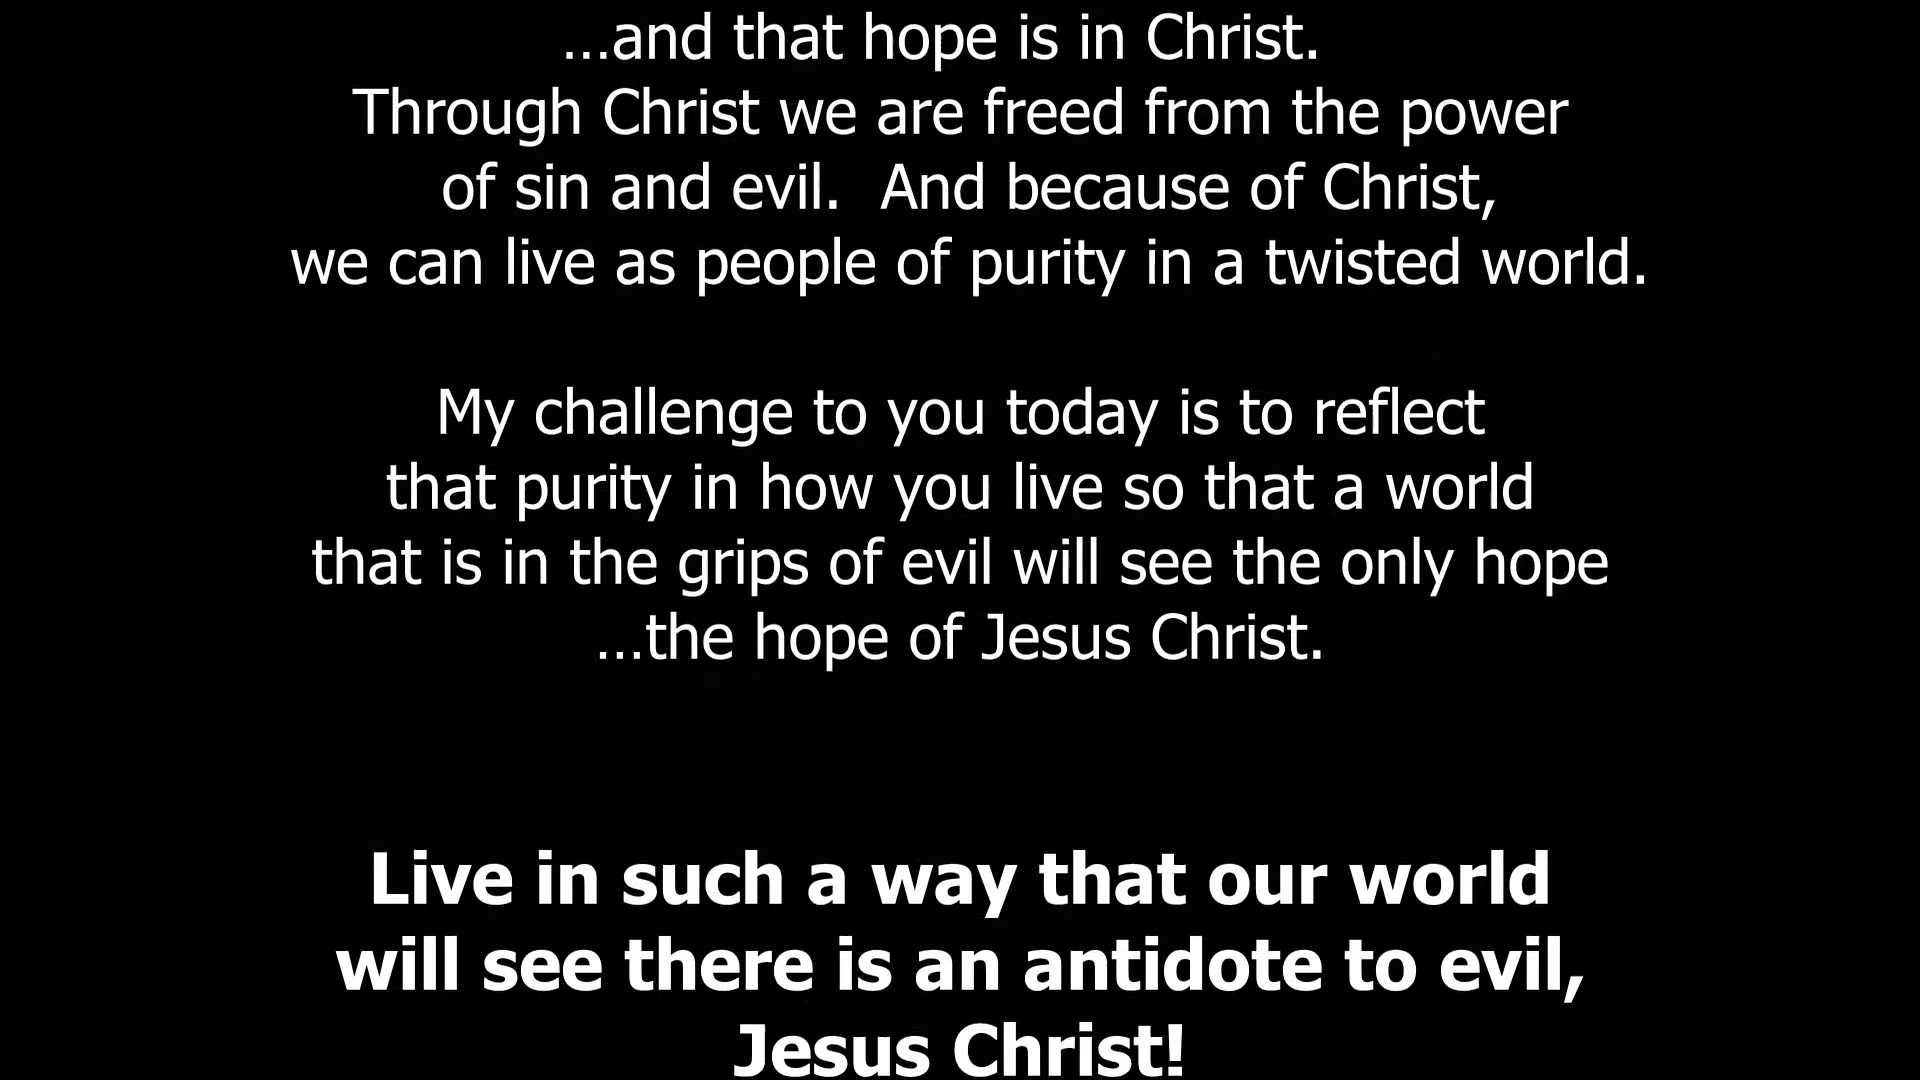 ...and that hope is in Christ.
Through Christ we are freed from the power
of sin and evil.  And because of Christ,
we can live as people of purity in a twisted world.
My challenge to you today is to reflect
that purity in how you live so that a world
that is in the grips of evil will see the only hope
...the hope of Jesus Christ.
Live in such a way that our world
will see there is an antidote to evil,
Jesus Christ!